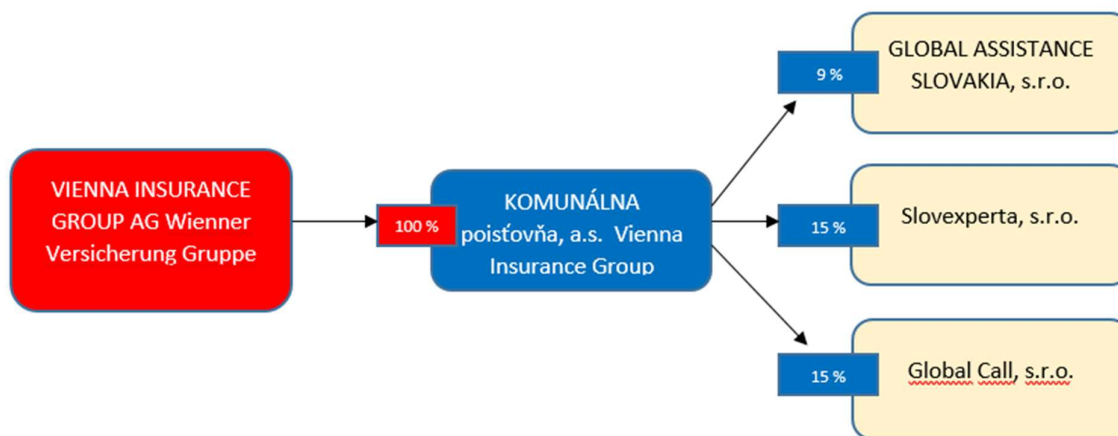 VIENNA INSURANCE
GROUP AG Wienner
Versicherung Gruppe
100 %
KOMUNÁLNA
poisťovňa, a.s. Vienna
Insurance Group
9 %
GLOBAL ASSISTANCE
SLOVAKIA, s.r.o.
15 %
Slovexperta, s.r.o.
15 %
Global Call, s.r.o.